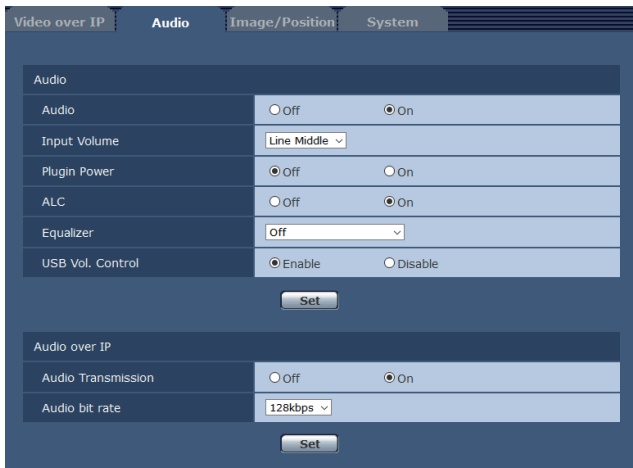 Video over IP Audio Image/Position System
Audio
Audio Off On
Input Volume Line Middle
Plugin Power Off On
ALC Off On
Equalizer Off
USB Vol. Control Enable Disable
Set
Audio over IP
Audio Transmission Off On
Audio bit rate 128kbps
Set